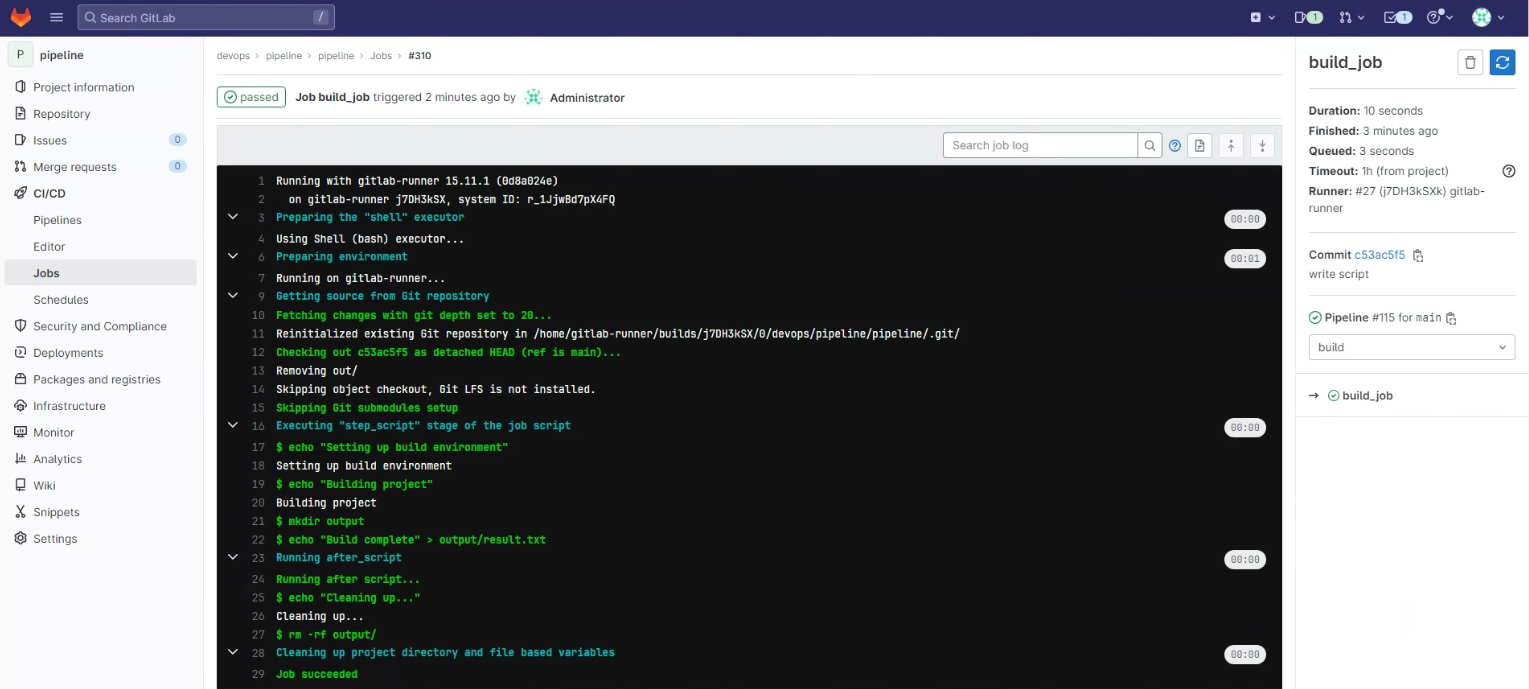 Search GitLab /
1
1
P pipeline
Project information
Repository
Issues 0
Merge requests 0
CI/CD
Pipelines
Editor
Jobs
Schedules
Security and Compliance
Deployments
Packages and registries
Infrastructure
Monitor
Analytics
Wiki
Snippets
Settings
devops > pipeline > pipeline > Jobs > #310
passed Job build_job triggered 2 minutes ago by Administrator
Search job log
1 Running with gitlab-runner 15.11.1 (0d8a024e)
2 on gitlab-runner j7DH3kSX, system ID: r_1JjwBd7pX4FQ
3 Preparing the "shell" executor 00:00
4 Using Shell (bash) executor...
6 Preparing environment 00:01
7 Running on gitlab-runner...
9 Getting source from Git repository
10 Fetching changes with git depth set to 20...
11 Reinitialized existing Git repository in /home/gitlab-runner/builds/j7DH3kSX/0/devops/pipeline/pipeline/.git/
12 Checking out c53ac5f5 as detached HEAD (ref is main)...
13 Removing out/
14 Skipping object checkout, Git LFS is not installed.
15 Skipping Git submodules setup
16 Executing "step_script" stage of the job script 00:00
17 $ echo "Setting up build environment"
18 Setting up build environment
19 $ echo "Building project"
20 Building project
21 $ mkdir output
22 $ echo "Build complete" > output/result.txt
23 Running after_script 00:00
24 Running after script...
25 $ echo "Cleaning up..."
26 Cleaning up...
27 $ rm -rf output/
28 Cleaning up project directory and file based variables 00:00
29 Job succeeded
build_job
Duration: 10 seconds
Finished: 3 minutes ago
Queued: 3 seconds
Timeout: 1h (from project)
Runner: #27 (j7DH3kSXk) gitlab-
runner
Commit c53ac5f5
write script
Pipeline #115 for main
build
→ build_job